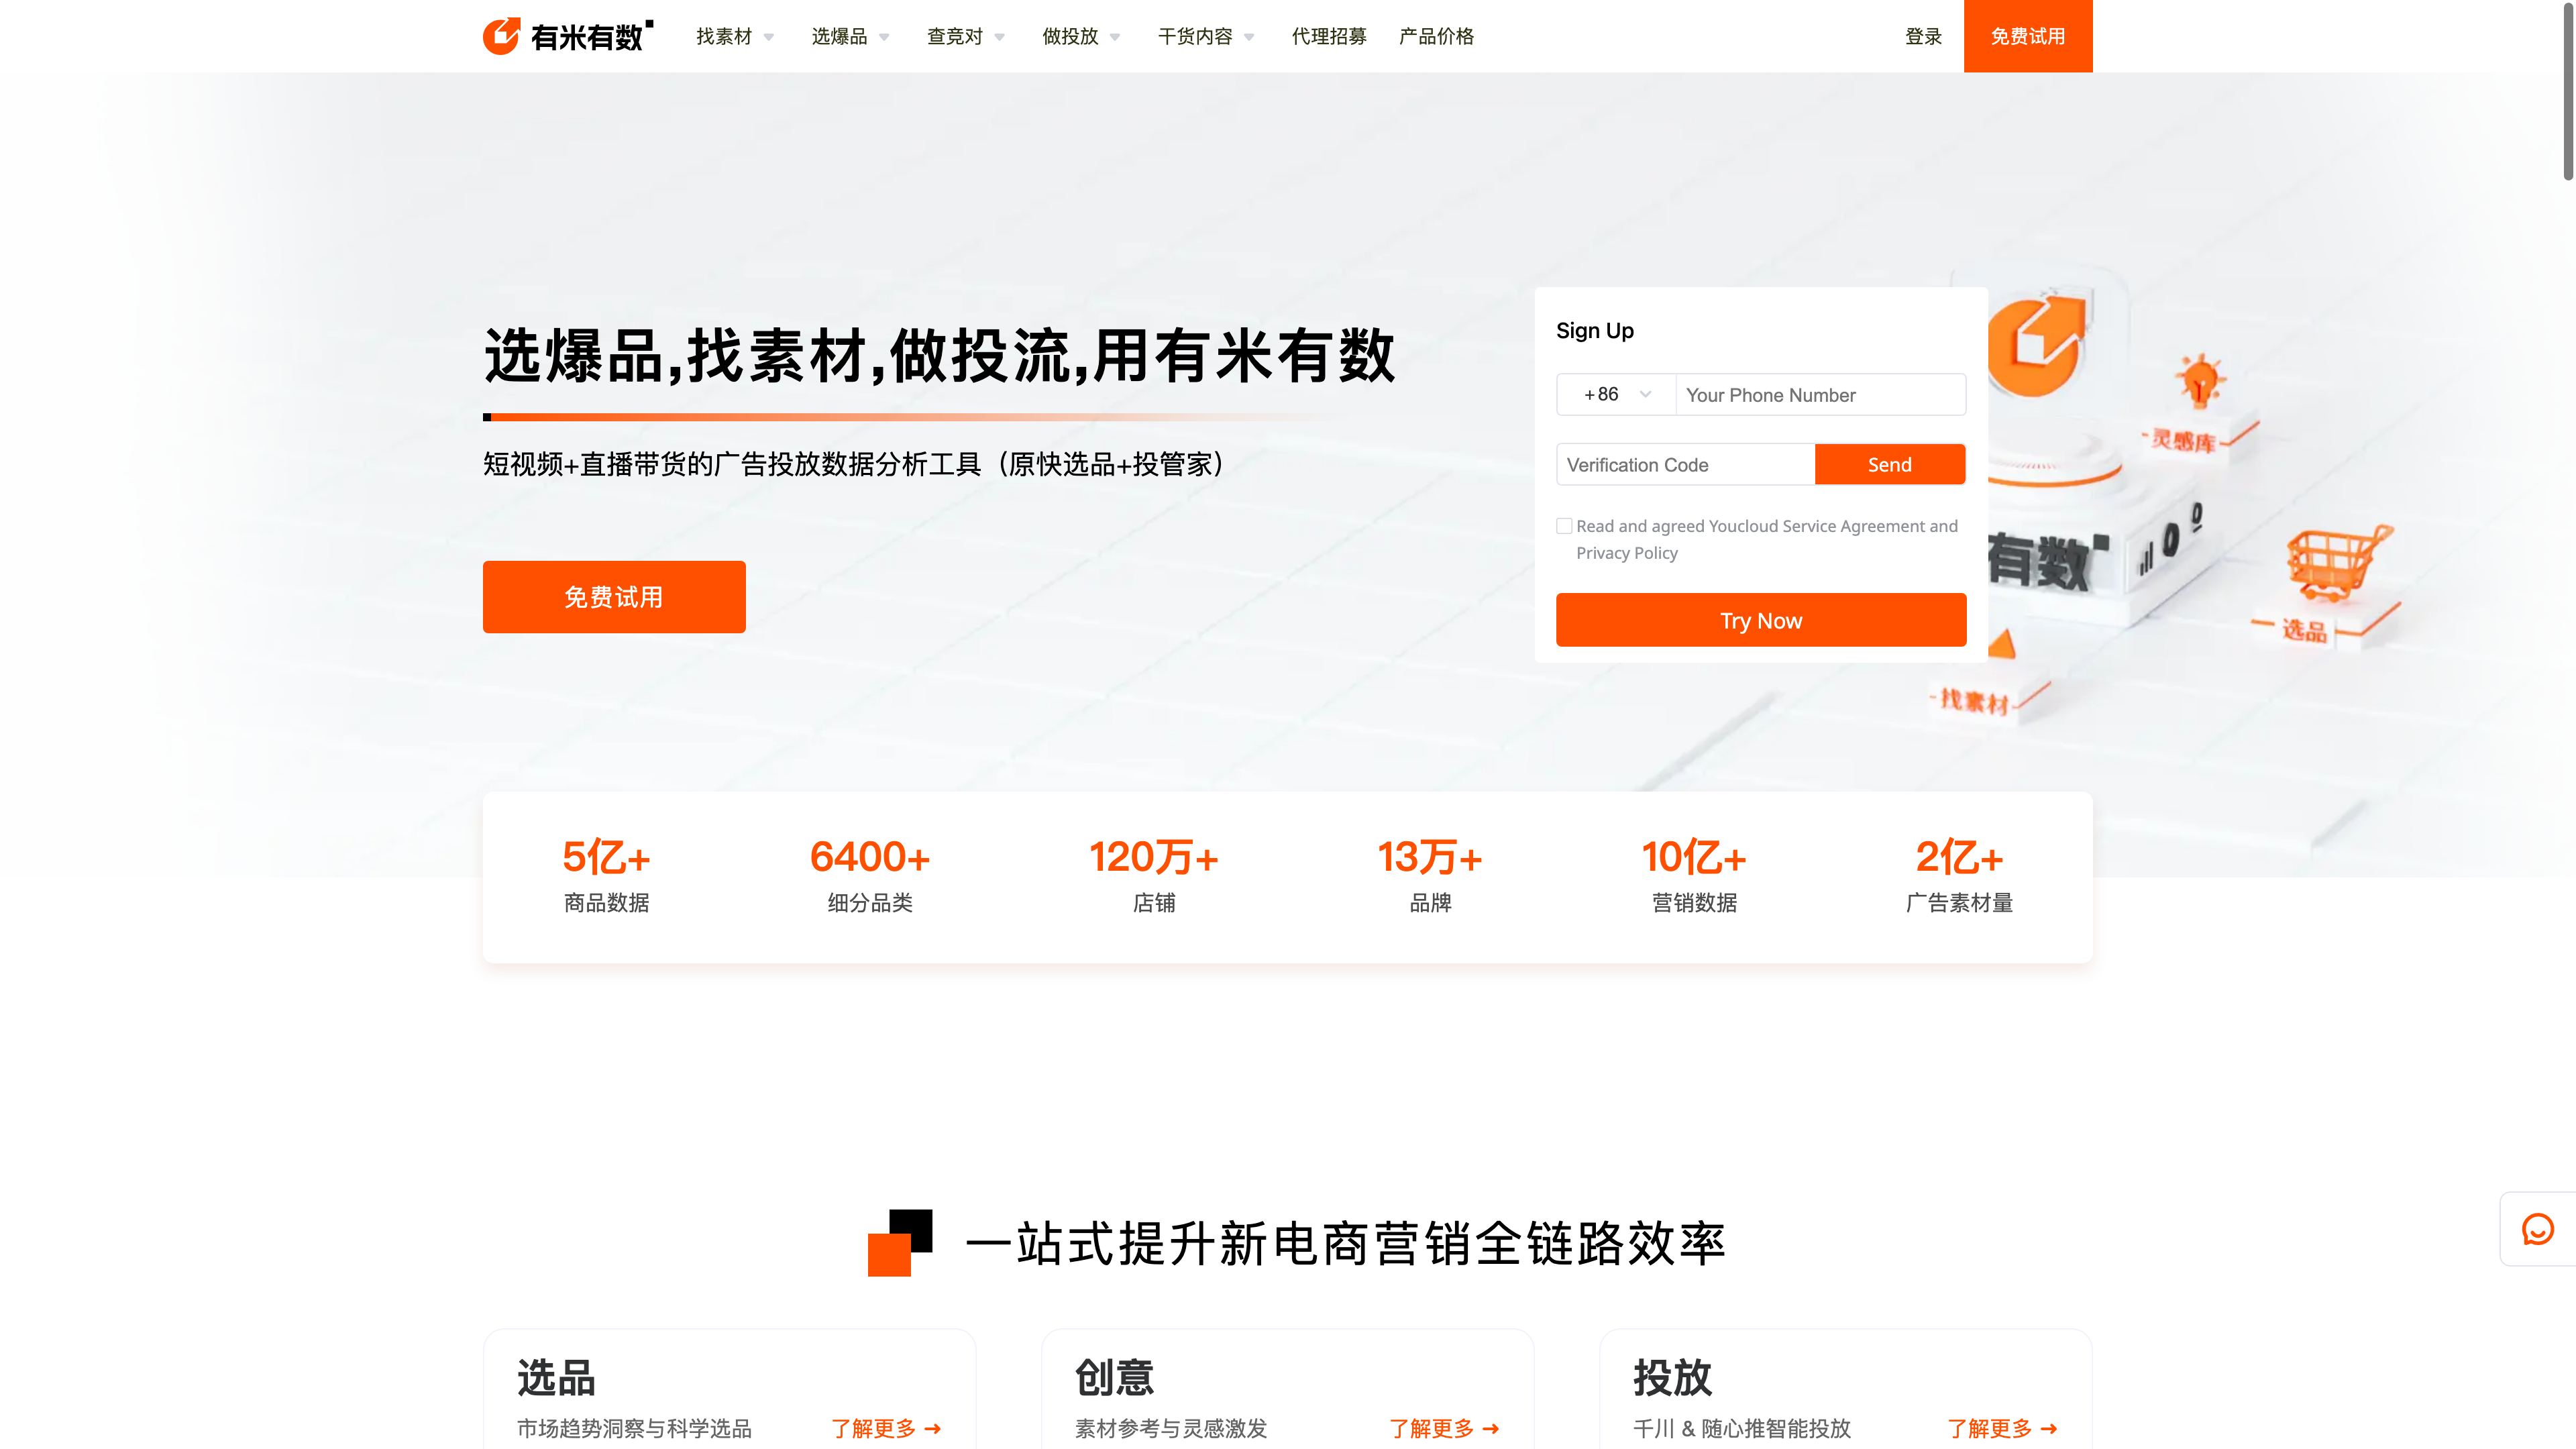 有米有数
找素材
选爆品
查竞对
做投放
干货内容
代理招募
产品价格
登录
免费试用
选爆品,找素材,做投流,用有米有数
短视频+直播带货的广告投放数据分析工具（原快选品+投管家）
免费试用
Sign Up
+86
Your Phone Number
Verification Code
Send
Read and agreed Youcloud Service Agreement and
Privacy Policy
Try Now
灵感库
有数
选品
找素材
5亿+
商品数据
6400+
细分品类
120万+
店铺
13万+
品牌
10亿+
营销数据
2亿+
广告素材量
一站式提升新电商营销全链路效率
选品
市场趋势洞察与科学选品
了解更多 →
创意
素材参考与灵感激发
了解更多 →
投放
千川 & 随心推智能投放
了解更多 →